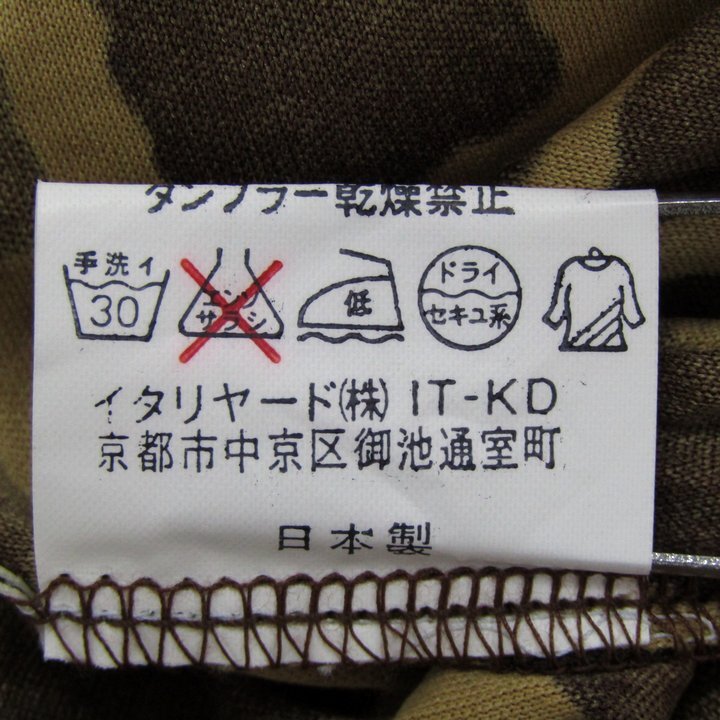 タンブラー乾燥禁止
手洗イ
30
エンソ
サラシ
低
ドライ
セキユ系
イタリヤード(株) IT-KD
京都市中京区御池通室町
日本製